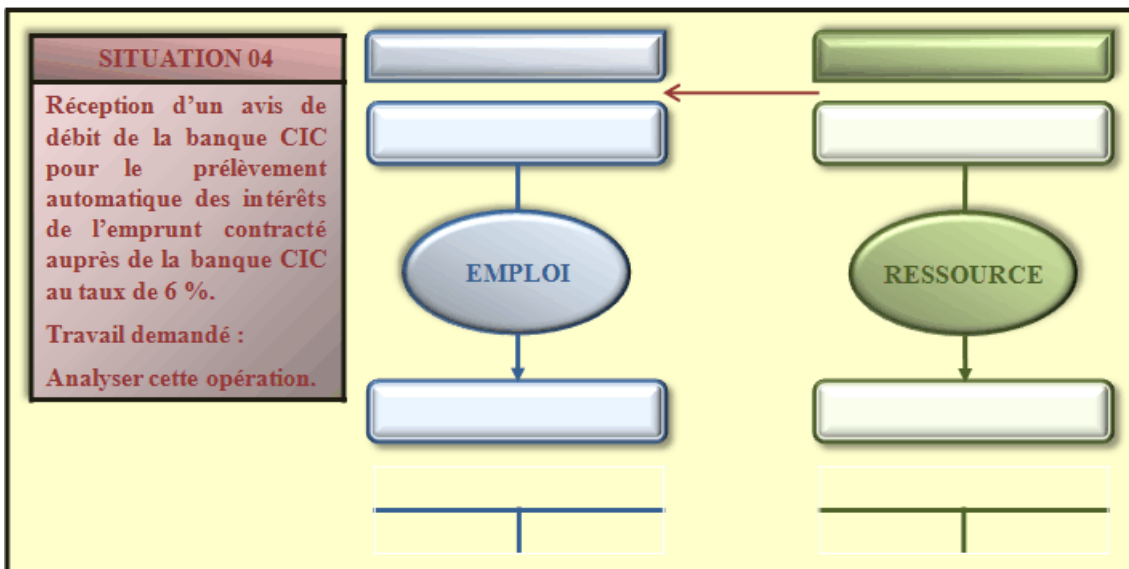 SITUATION 04
Réception d'un avis de
débit de la banque CIC
pour le prélèvement
automatique des intérêts
de l'emprunt contracté
auprès de la banque CIC
au taux de 6 %.
Travail demandé :
Analyser cette opération.
EMPLOI
RESSOURCE